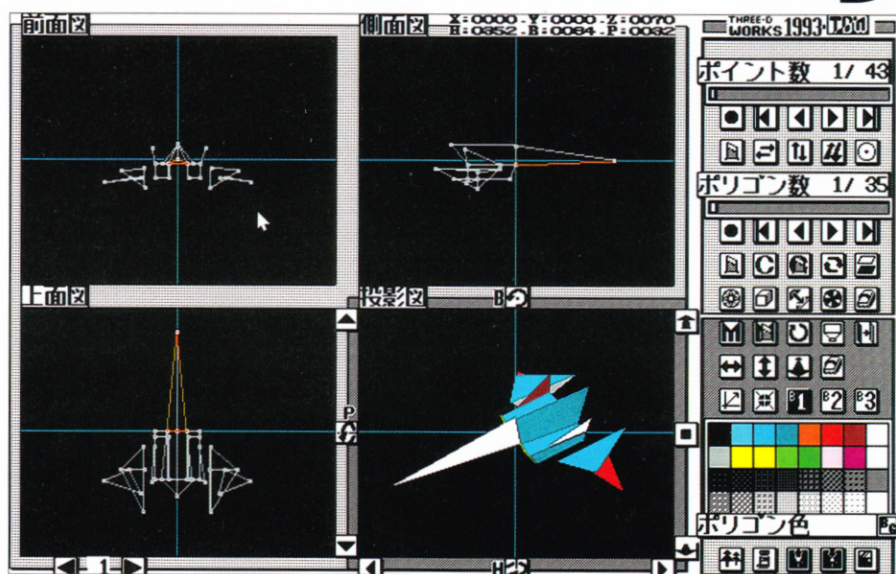 前面図
側面図
X:0000-Y:0000-Z:0070
H:0352-B:0084-P:0032
THREE-D
WORKS 1993
ポイント数 1/ 43
ポリゴン数 1/ 35
上面図
投影図
B
P
M
C
B1
B2
B3
ポリゴン色
1
H